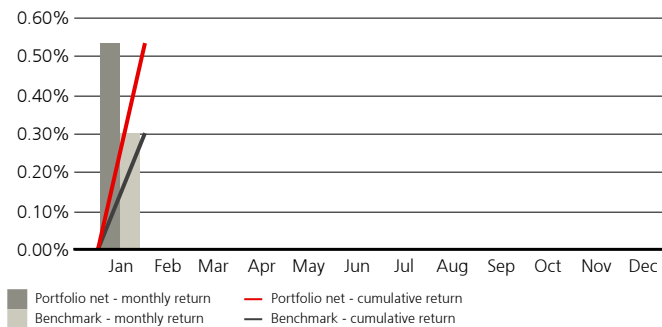 0.60%
0.50%
0.40%
0.30%
0.20%
0.10%
0.00%
Jan Feb Mar Apr May Jun Jul Aug Sep Oct Nov Dec
Portfolio net - monthly return Portfolio net - cumulative return
Benchmark - monthly return Benchmark - cumulative return